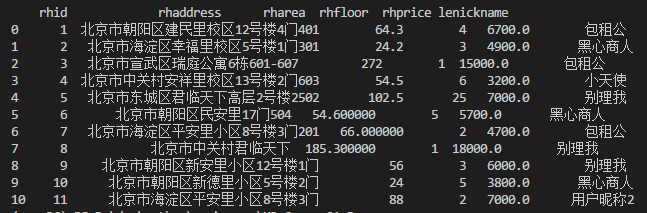 rhid rhaddress rharea rhfloor rhprice lenickname
0 1 北京市朝阳区建民里校区12号楼4门401 64.3 4 6700.0 包租公
1 2 北京市海淀区幸福里校区5号楼1门301 24.2 3 4900.0 黑心商人
2 3 北京市宣武区瑞庭公寓6栋601-607 272 1 15000.0 包租公
3 4 北京市中关村安祥里校区13号楼2门603 54.5 6 3200.0 小天使
4 5 北京市东城区君临天下高层2号楼2502 102.5 25 7000.0 别理我
5 6 北京市朝阳区民安里17门504 54.600000 5 5700.0 黑心商人
6 7 北京市海淀区平安里小区8号楼3门201 66.000000 2 4700.0 包租公
7 8 北京市中关村君临天下 185.300000 1 18000.0 别理我
8 9 北京市朝阳区新安里小区12号楼1门 56 3 6000.0 别理我
9 10 北京市朝阳区新德里小区5号楼2门 24 5 3800.0 黑心商人
10 11 北京市海淀区平安里小区8号楼3门 88 2 7000.0 用户昵称2